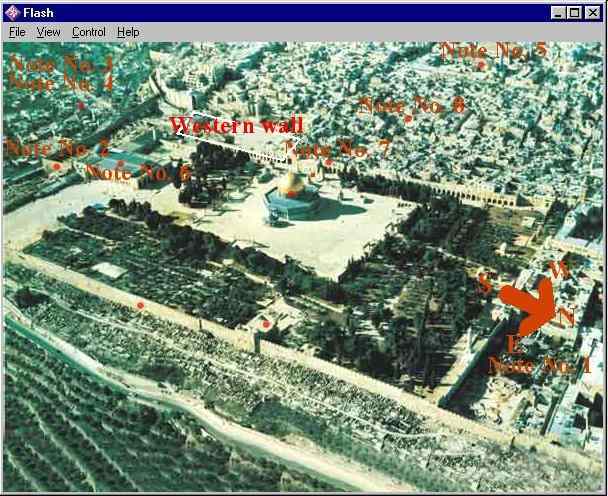 Flash
File View Control Help
Note No. 5
Note No. 3
Note No. 4
Note No. 8
Western wall
Note No. 7
Note No. 2
Note No. 6
W
S
N
E
Note No. 1